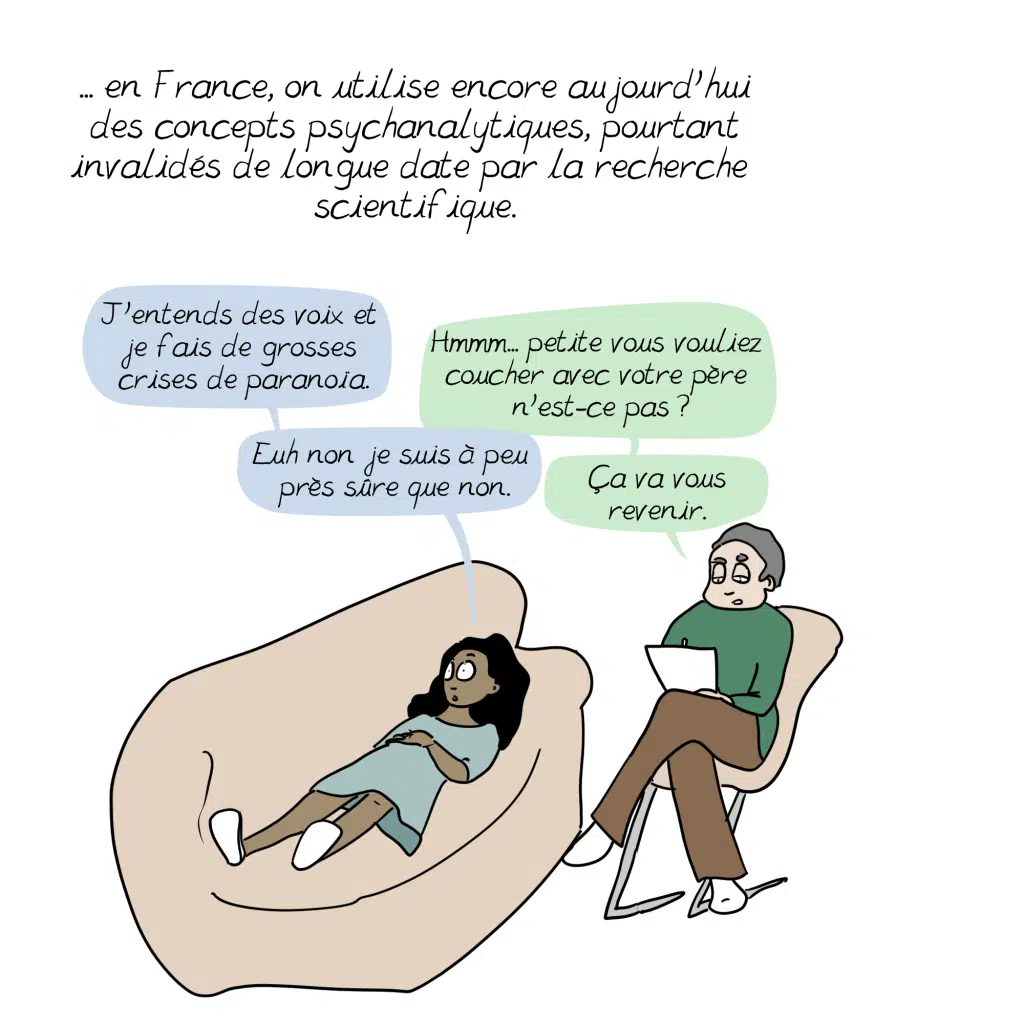 ... en France, on utilise encore aujourd'hui
des concepts psychanalytiques, pourtant
invalidés de longue date par la recherche
scientifique.
J'entends des voix et
je fais de grosses
crises de paranoïa.
Hmmm... petite vous vouliez
coucher avec votre père
n'est-ce pas ?
Euh non je suis à peu
près sûre que non.
Ça va vous
revenir.